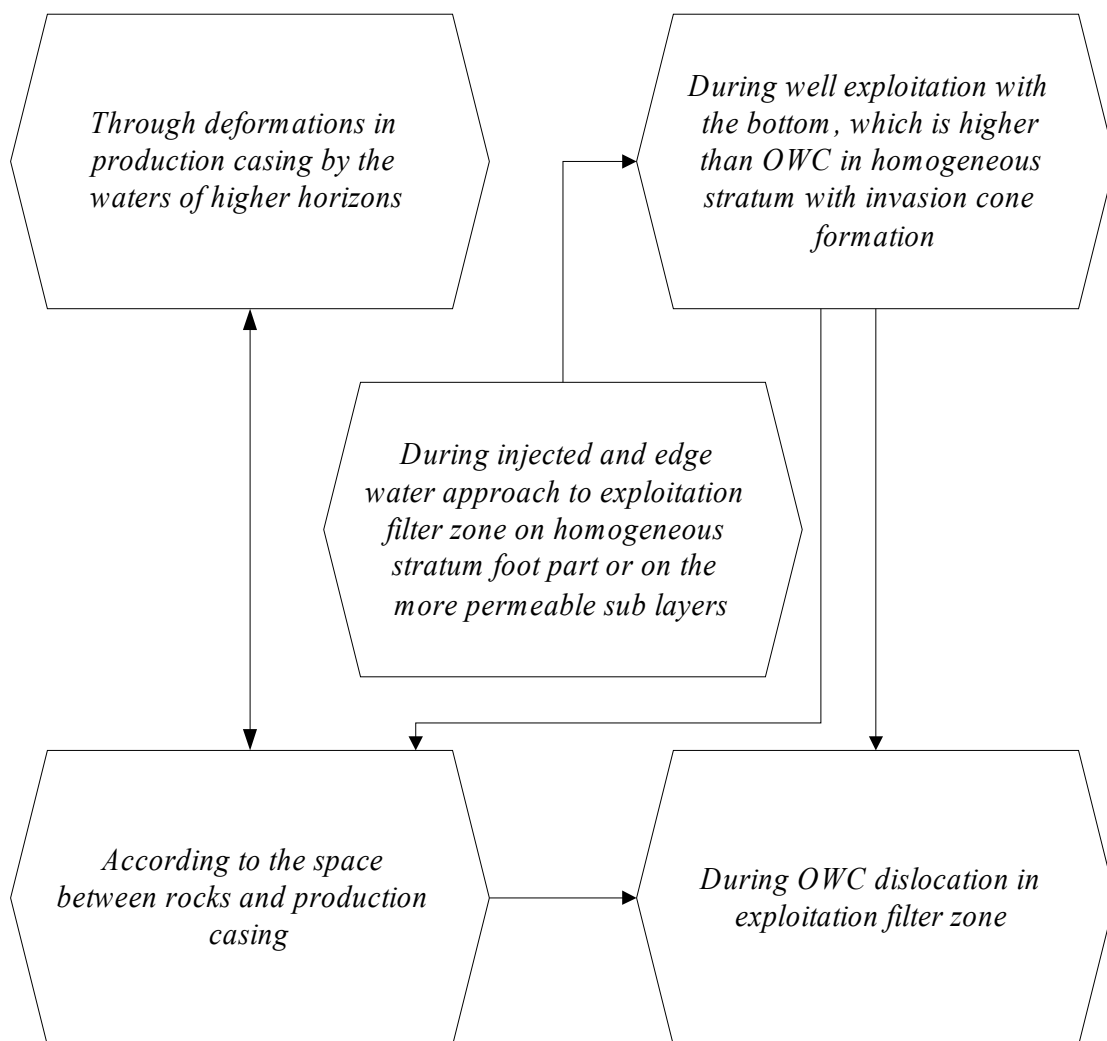 Through deformations in
production casing by the
waters of higher horizons
During well exploitation with
the bottom, which is higher
than OWC in homogeneous
stratum with invasion cone
formation
During injected and edge
water approach to exploitation
filter zone on homogeneous
stratum foot part or on the
more permeable sub layers
According to the space
between rocks and production
casing
During OWC dislocation in
exploitation filter zone